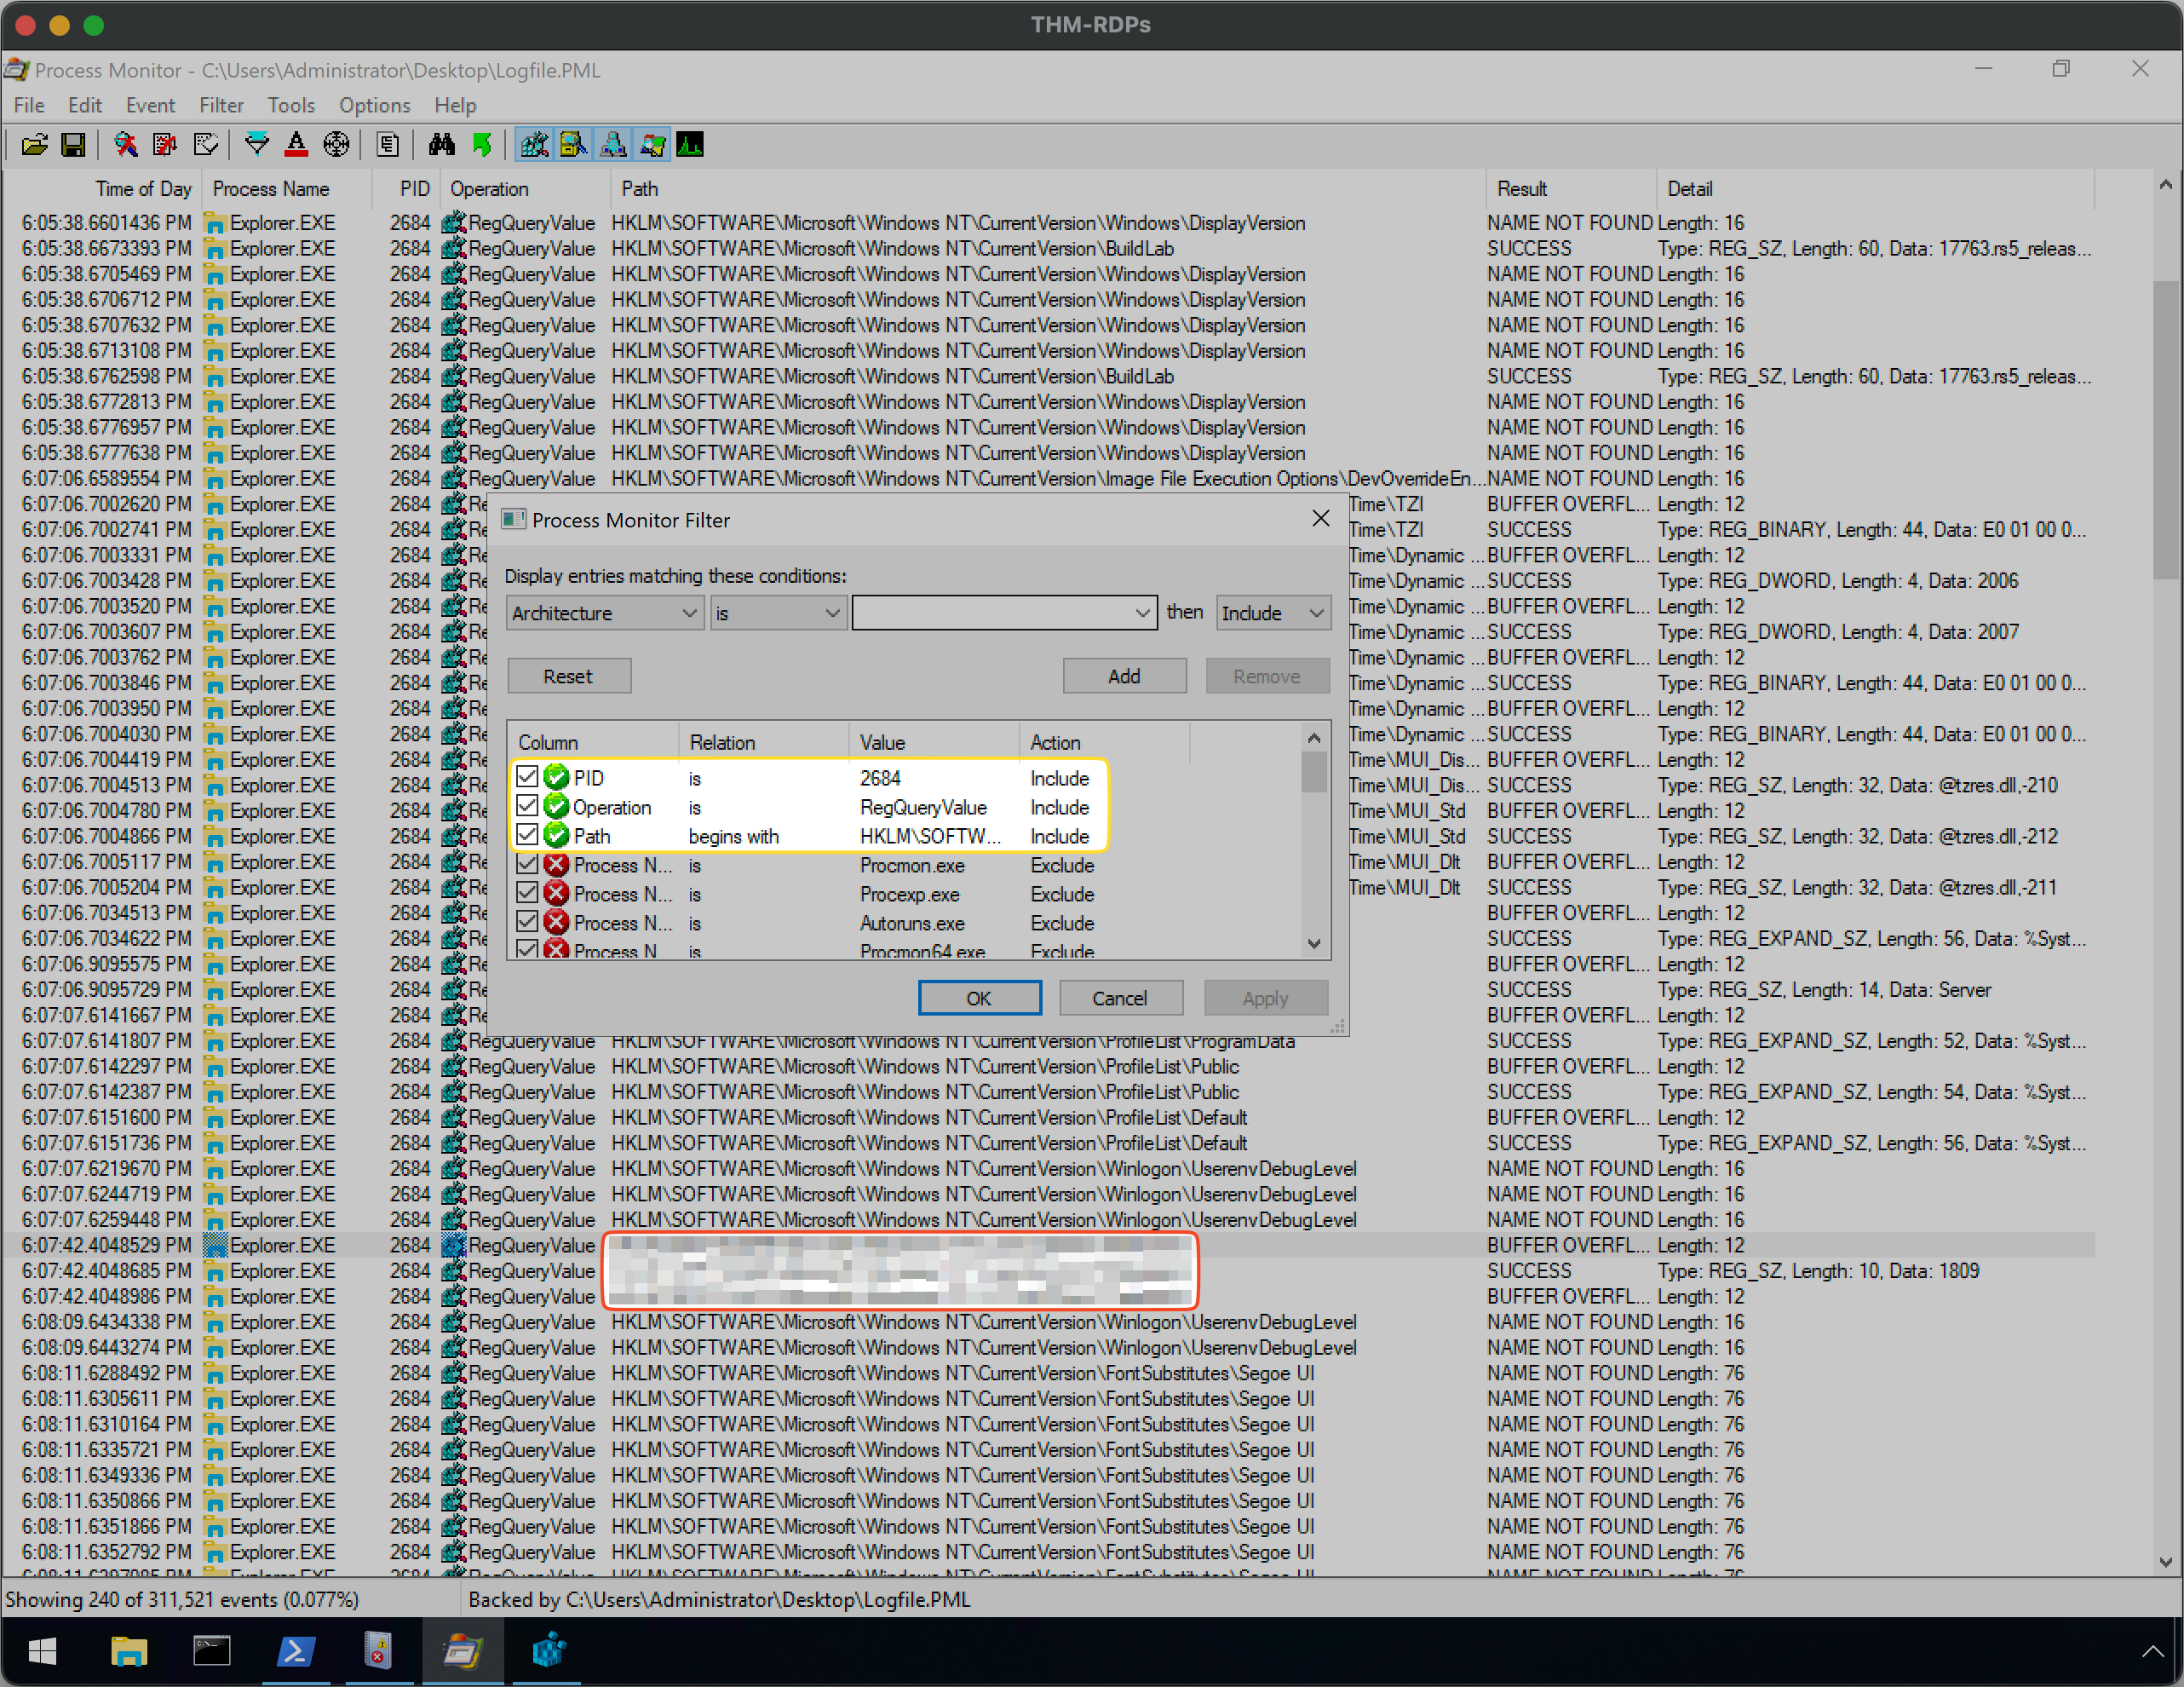 THM-RDPs
Process Monitor - C:\Users\Administrator\Desktop\Logfile.PML
File Edit Event Filter Tools Options Help
Time of Day Process Name PID Operation Path Result Detail
6:05:38.6601436 PM Explorer.EXE 2684 RegQueryValue HKLM\SOFTWARE\Microsoft\Windows NT\CurrentVersion\Windows\DisplayVersion NAME NOT FOUND Length: 16
6:05:38.6673393 PM Explorer.EXE 2684 RegQueryValue HKLM\SOFTWARE\Microsoft\Windows NT\CurrentVersion\BuildLab SUCCESS Type: REG_SZ, Length: 60, Data: 17763.rs5_releas...
6:05:38.6705469 PM Explorer.EXE 2684 RegQueryValue HKLM\SOFTWARE\Microsoft\Windows NT\CurrentVersion\Windows\DisplayVersion NAME NOT FOUND Length: 16
6:05:38.6706712 PM Explorer.EXE 2684 RegQueryValue HKLM\SOFTWARE\Microsoft\Windows NT\CurrentVersion\Windows\DisplayVersion NAME NOT FOUND Length: 16
6:05:38.6707632 PM Explorer.EXE 2684 RegQueryValue HKLM\SOFTWARE\Microsoft\Windows NT\CurrentVersion\Windows\DisplayVersion NAME NOT FOUND Length: 16
6:05:38.6713108 PM Explorer.EXE 2684 RegQueryValue HKLM\SOFTWARE\Microsoft\Windows NT\CurrentVersion\Windows\DisplayVersion NAME NOT FOUND Length: 16
6:05:38.6762598 PM Explorer.EXE 2684 RegQueryValue HKLM\SOFTWARE\Microsoft\Windows NT\CurrentVersion\BuildLab SUCCESS Type: REG_SZ, Length: 60, Data: 17763.rs5_releas...
6:05:38.6772813 PM Explorer.EXE 2684 RegQueryValue HKLM\SOFTWARE\Microsoft\Windows NT\CurrentVersion\Windows\DisplayVersion NAME NOT FOUND Length: 16
6:05:38.6776957 PM Explorer.EXE 2684 RegQueryValue HKLM\SOFTWARE\Microsoft\Windows NT\CurrentVersion\Windows\DisplayVersion NAME NOT FOUND Length: 16
6:05:38.6777638 PM Explorer.EXE 2684 RegQueryValue HKLM\SOFTWARE\Microsoft\Windows NT\CurrentVersion\Windows\DisplayVersion NAME NOT FOUND Length: 16
6:07:06.6589554 PM Explorer.EXE 2684 RegQueryValue HKLM\SOFTWARE\Microsoft\Windows NT\CurrentVersion\Image File Execution Options\DevOverrideEn... NAME NOT FOUND Length: 16
6:07:06.7002620 PM Explorer.EXE 2684 Re Time\TZI BUFFER OVERFL... Length: 12
6:07:06.7002741 PM Explorer.EXE 2684 Re Time\TZI SUCCESS Type: REG_BINARY, Length: 44, Data: E0 01 00 0...
6:07:06.7003331 PM Explorer.EXE 2684 Re Time\Dynamic ... BUFFER OVERFL... Length: 12
6:07:06.7003428 PM Explorer.EXE 2684 Re Time\Dynamic ... SUCCESS Type: REG_DWORD, Length: 4, Data: 2006
6:07:06.7003520 PM Explorer.EXE 2684 Re Time\Dynamic ... BUFFER OVERFL... Length: 12
6:07:06.7003607 PM Explorer.EXE 2684 Re Time\Dynamic ... SUCCESS Type: REG_DWORD, Length: 4, Data: 2007
6:07:06.7003762 PM Explorer.EXE 2684 Re Time\Dynamic ... BUFFER OVERFL... Length: 12
6:07:06.7003846 PM Explorer.EXE 2684 Re Time\Dynamic ... SUCCESS Type: REG_BINARY, Length: 44, Data: E0 01 00 0...
6:07:06.7003950 PM Explorer.EXE 2684 Re Time\Dynamic ... BUFFER OVERFL... Length: 12
6:07:06.7004030 PM Explorer.EXE 2684 Re Time\Dynamic ... SUCCESS Type: REG_BINARY, Length: 44, Data: E0 01 00 0...
6:07:06.7004419 PM Explorer.EXE 2684 Re Time\MUI_Dis... BUFFER OVERFL... Length: 12
6:07:06.7004513 PM Explorer.EXE 2684 Re Time\MUI_Dis... SUCCESS Type: REG_SZ, Length: 32, Data: @tzres.dll,-210
6:07:06.7004780 PM Explorer.EXE 2684 Re Time\MUI_Std BUFFER OVERFL... Length: 12
6:07:06.7004866 PM Explorer.EXE 2684 Re Time\MUI_Std SUCCESS Type: REG_SZ, Length: 32, Data: @tzres.dll,-212
6:07:06.7005117 PM Explorer.EXE 2684 Re Time\MUI_Dlt BUFFER OVERFL... Length: 12
6:07:06.7005204 PM Explorer.EXE 2684 Re Time\MUI_Dlt SUCCESS Type: REG_SZ, Length: 32, Data: @tzres.dll,-211
6:07:06.7034513 PM Explorer.EXE 2684 Re BUFFER OVERFL... Length: 12
6:07:06.7034622 PM Explorer.EXE 2684 Re SUCCESS Type: REG_EXPAND_SZ, Length: 56, Data: %Syst...
6:07:06.9095575 PM Explorer.EXE 2684 Re BUFFER OVERFL... Length: 12
6:07:06.9095729 PM Explorer.EXE 2684 Re SUCCESS Type: REG_SZ, Length: 14, Data: Server
6:07:07.6141667 PM Explorer.EXE 2684 Re BUFFER OVERFL... Length: 12
6:07:07.6141807 PM Explorer.EXE 2684 RegQueryValue HKLM\SOFTWARE\Microsoft\Windows NT\CurrentVersion\ProfileList\ProgramData SUCCESS Type: REG_EXPAND_SZ, Length: 52, Data: %Syst...
6:07:07.6142297 PM Explorer.EXE 2684 RegQueryValue HKLM\SOFTWARE\Microsoft\Windows NT\CurrentVersion\ProfileList\Public BUFFER OVERFL... Length: 12
6:07:07.6142387 PM Explorer.EXE 2684 RegQueryValue HKLM\SOFTWARE\Microsoft\Windows NT\CurrentVersion\ProfileList\Public SUCCESS Type: REG_EXPAND_SZ, Length: 54, Data: %Syst...
6:07:07.6151600 PM Explorer.EXE 2684 RegQueryValue HKLM\SOFTWARE\Microsoft\Windows NT\CurrentVersion\ProfileList\Default BUFFER OVERFL... Length: 12
6:07:07.6151736 PM Explorer.EXE 2684 RegQueryValue HKLM\SOFTWARE\Microsoft\Windows NT\CurrentVersion\ProfileList\Default SUCCESS Type: REG_EXPAND_SZ, Length: 56, Data: %Syst...
6:07:07.6219670 PM Explorer.EXE 2684 RegQueryValue HKLM\SOFTWARE\Microsoft\Windows NT\CurrentVersion\Winlogon\UserenvDebugLevel NAME NOT FOUND Length: 16
6:07:07.6244719 PM Explorer.EXE 2684 RegQueryValue HKLM\SOFTWARE\Microsoft\Windows NT\CurrentVersion\Winlogon\UserenvDebugLevel NAME NOT FOUND Length: 16
6:07:07.6259448 PM Explorer.EXE 2684 RegQueryValue HKLM\SOFTWARE\Microsoft\Windows NT\CurrentVersion\Winlogon\UserenvDebugLevel NAME NOT FOUND Length: 16
6:07:42.4048529 PM Explorer.EXE 2684 RegQueryValue BUFFER OVERFL... Length: 12
6:07:42.4048685 PM Explorer.EXE 2684 RegQueryValue SUCCESS Type: REG_SZ, Length: 10, Data: 1809
6:07:42.4048986 PM Explorer.EXE 2684 RegQueryValue BUFFER OVERFL... Length: 12
6:08:09.6434338 PM Explorer.EXE 2684 RegQueryValue HKLM\SOFTWARE\Microsoft\Windows NT\CurrentVersion\Winlogon\UserenvDebugLevel NAME NOT FOUND Length: 16
6:08:09.6443274 PM Explorer.EXE 2684 RegQueryValue HKLM\SOFTWARE\Microsoft\Windows NT\CurrentVersion\Winlogon\UserenvDebugLevel NAME NOT FOUND Length: 16
6:08:11.6288492 PM Explorer.EXE 2684 RegQueryValue HKLM\SOFTWARE\Microsoft\Windows NT\CurrentVersion\FontSubstitutes\Segoe UI NAME NOT FOUND Length: 76
6:08:11.6305611 PM Explorer.EXE 2684 RegQueryValue HKLM\SOFTWARE\Microsoft\Windows NT\CurrentVersion\FontSubstitutes\Segoe UI NAME NOT FOUND Length: 76
6:08:11.6310164 PM Explorer.EXE 2684 RegQueryValue HKLM\SOFTWARE\Microsoft\Windows NT\CurrentVersion\FontSubstitutes\Segoe UI NAME NOT FOUND Length: 76
6:08:11.6335721 PM Explorer.EXE 2684 RegQueryValue HKLM\SOFTWARE\Microsoft\Windows NT\CurrentVersion\FontSubstitutes\Segoe UI NAME NOT FOUND Length: 76
6:08:11.6349336 PM Explorer.EXE 2684 RegQueryValue HKLM\SOFTWARE\Microsoft\Windows NT\CurrentVersion\FontSubstitutes\Segoe UI NAME NOT FOUND Length: 76
6:08:11.6350866 PM Explorer.EXE 2684 RegQueryValue HKLM\SOFTWARE\Microsoft\Windows NT\CurrentVersion\FontSubstitutes\Segoe UI NAME NOT FOUND Length: 76
6:08:11.6351866 PM Explorer.EXE 2684 RegQueryValue HKLM\SOFTWARE\Microsoft\Windows NT\CurrentVersion\FontSubstitutes\Segoe UI NAME NOT FOUND Length: 76
6:08:11.6352792 PM Explorer.EXE 2684 RegQueryValue HKLM\SOFTWARE\Microsoft\Windows NT\CurrentVersion\FontSubstitutes\Segoe UI NAME NOT FOUND Length: 76
Process Monitor Filter
Display entries matching these conditions:
Architecture is then Include
Reset Add Remove
Column Relation Value Action
PID is 2684 Include
Operation is RegQueryValue Include
Path begins with HKLM\SOFTW... Include
Process N... is Procmon.exe Exclude
Process N... is Procexp.exe Exclude
Process N... is Autoruns.exe Exclude
Process N is Procmon64.exe Exclude
OK Cancel Apply
Showing 240 of 311,521 events (0.077%) Backed by C:\Users\Administrator\Desktop\Logfile.PML